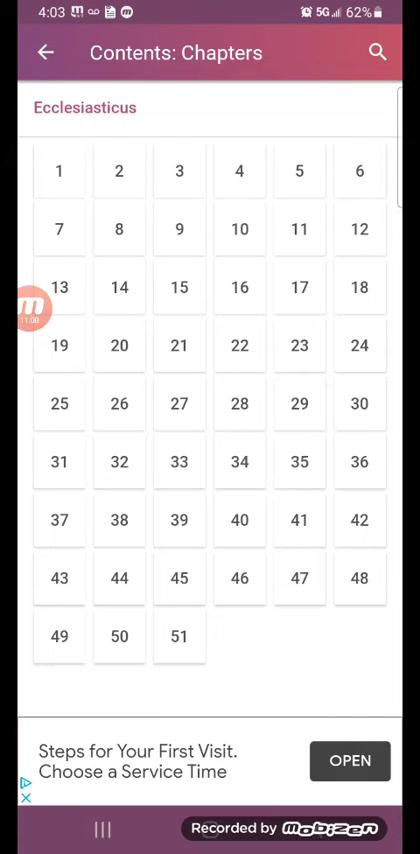 4:03
5G 62%
Contents: Chapters
Ecclesiasticus
1 2 3 4 5 6
7 8 9 10 11 12
13 14 15 16 17 18
11:00
19 20 21 22 23 24
25 26 27 28 29 30
31 32 33 34 35 36
37 38 39 40 41 42
43 44 45 46 47 48
49 50 51
Steps for Your First Visit.
Choose a Service Time
OPEN
Recorded by mobizen